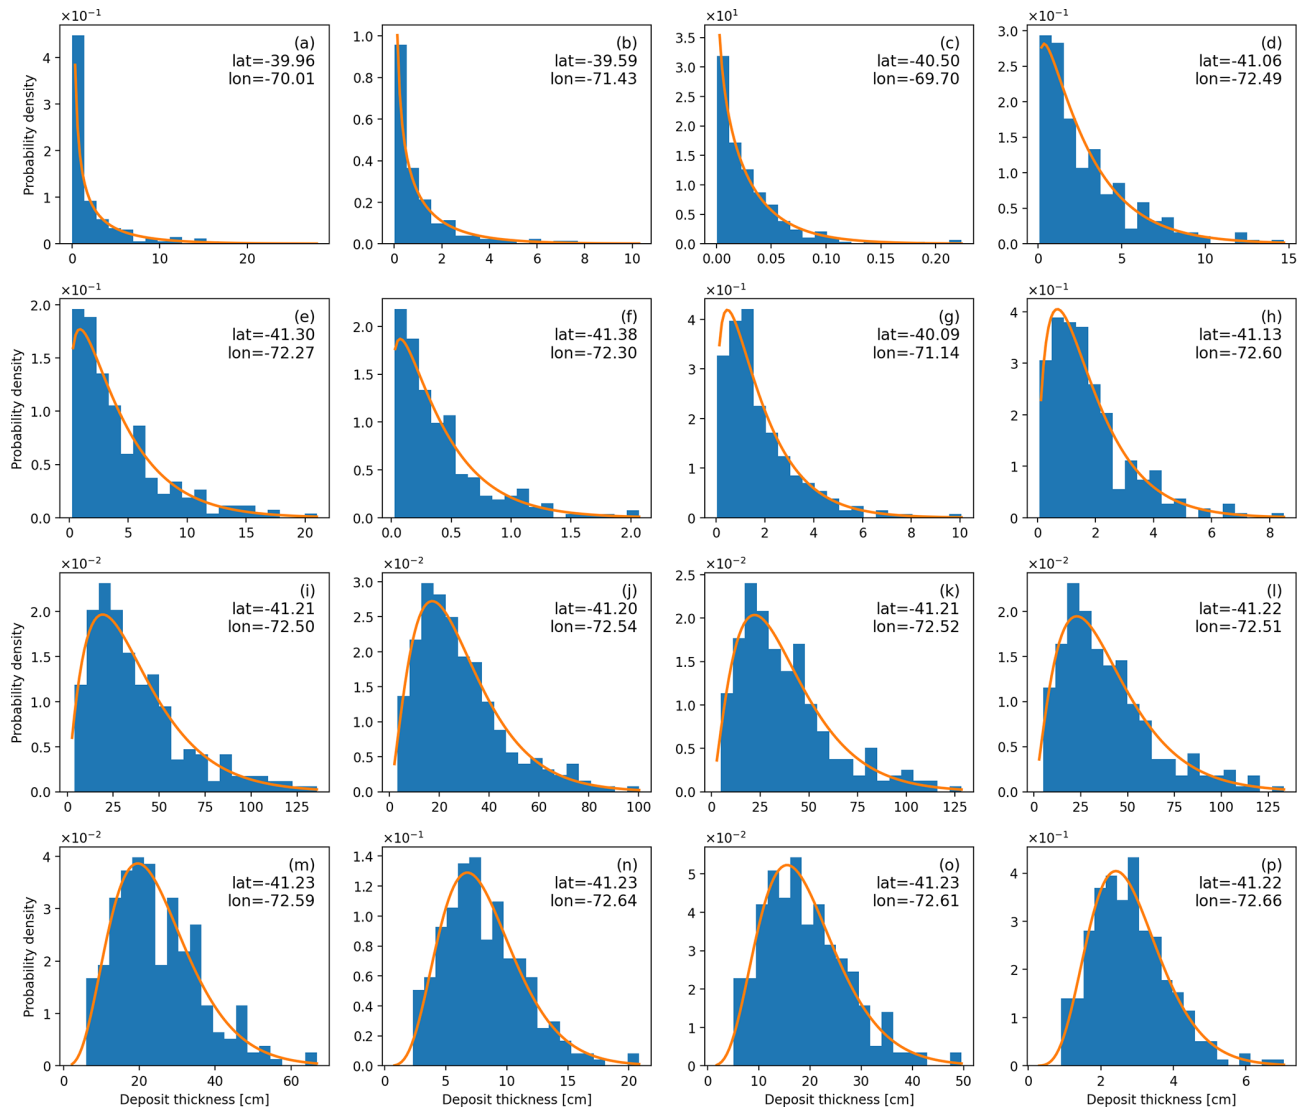 ×10⁻¹
(a)
lat=-39.96
lon=-70.01
Probability density
4
3
2
1
0
0 10 20
(b)
lat=-39.59
lon=-71.43
1.0
0.8
0.6
0.4
0.2
0.0
0 2 4 6 8 10
×10¹
(c)
lat=-40.50
lon=-69.70
3.5
3.0
2.5
2.0
1.5
1.0
0.5
0.0
0.00 0.05 0.10 0.15 0.20
×10⁻¹
(d)
lat=-41.06
lon=-72.49
3.0
2.5
2.0
1.5
1.0
0.5
0.0
0 5 10 15
×10⁻¹
(e)
lat=-41.30
lon=-72.27
Probability density
2.0
1.5
1.0
0.5
0.0
0 5 10 15 20
(f)
lat=-41.38
lon=-72.30
2.0
1.5
1.0
0.5
0.0
0.0 0.5 1.0 1.5 2.0
×10⁻¹
(g)
lat=-40.09
lon=-71.14
4
3
2
1
0
0 2 4 6 8 10
×10⁻¹
(h)
lat=-41.13
lon=-72.60
4
3
2
1
0
0 2 4 6 8
×10⁻²
(i)
lat=-41.21
lon=-72.50
Probability density
2.0
1.5
1.0
0.5
0.0
0 25 50 75 100 125
×10⁻²
(j)
lat=-41.20
lon=-72.54
3.0
2.5
2.0
1.5
1.0
0.5
0.0
0 20 40 60 80 100
×10⁻²
(k)
lat=-41.21
lon=-72.52
2.5
2.0
1.5
1.0
0.5
0.0
0 25 50 75 100 125
×10⁻²
(l)
lat=-41.22
lon=-72.51
2.0
1.5
1.0
0.5
0.0
0 25 50 75 100 125
×10⁻²
(m)
lat=-41.23
lon=-72.59
Probability density
4
3
2
1
0
0 20 40 60
Deposit thickness [cm]
×10⁻¹
(n)
lat=-41.23
lon=-72.64
1.4
1.2
1.0
0.8
0.6
0.4
0.2
0.0
0 5 10 15 20
Deposit thickness [cm]
×10⁻²
(o)
lat=-41.23
lon=-72.61
5
4
3
2
1
0
0 10 20 30 40 50
Deposit thickness [cm]
×10⁻¹
(p)
lat=-41.22
lon=-72.66
4
3
2
1
0
0 2 4 6
Deposit thickness [cm]